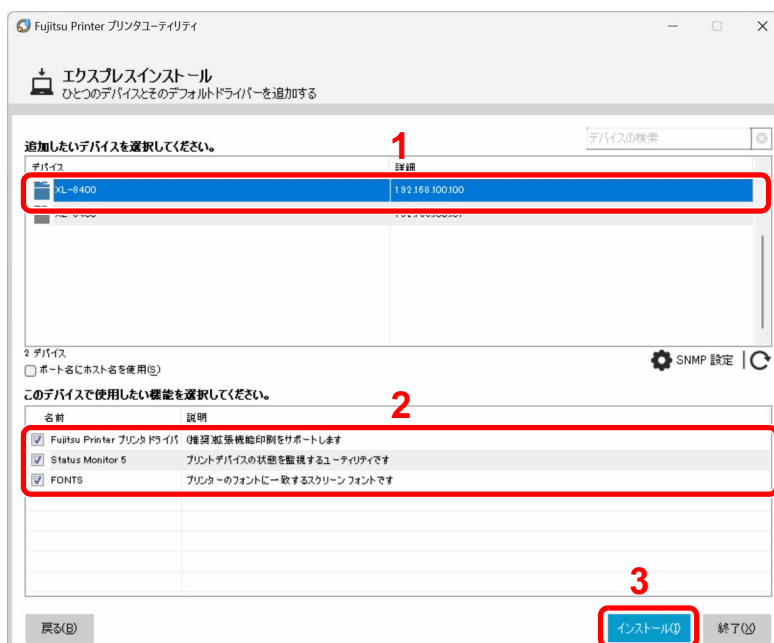 Fujitsu Printer プリンタユーティリティ
エクスプレスインストール
ひとつのデバイスとそのデフォルトドライバーを追加する
デバイスの検索
追加したいデバイスを選択してください。
1
デバイス 詳細
XL-8400 192.168.100.100
2 デバイス
ポート名にホスト名を使用(S)
SNMP 設定
このデバイスで使用したい機能を選択してください。
2
名前 説明
Fujitsu Printer プリンタドライバ (推奨)拡張機能印刷をサポートします
Status Monitor 5 プリントデバイスの状態を監視するユーティリティです
FONTS プリンターのフォントに一致するスクリーンフォントです
3
戻る(B) インストール(I) 終了(X)